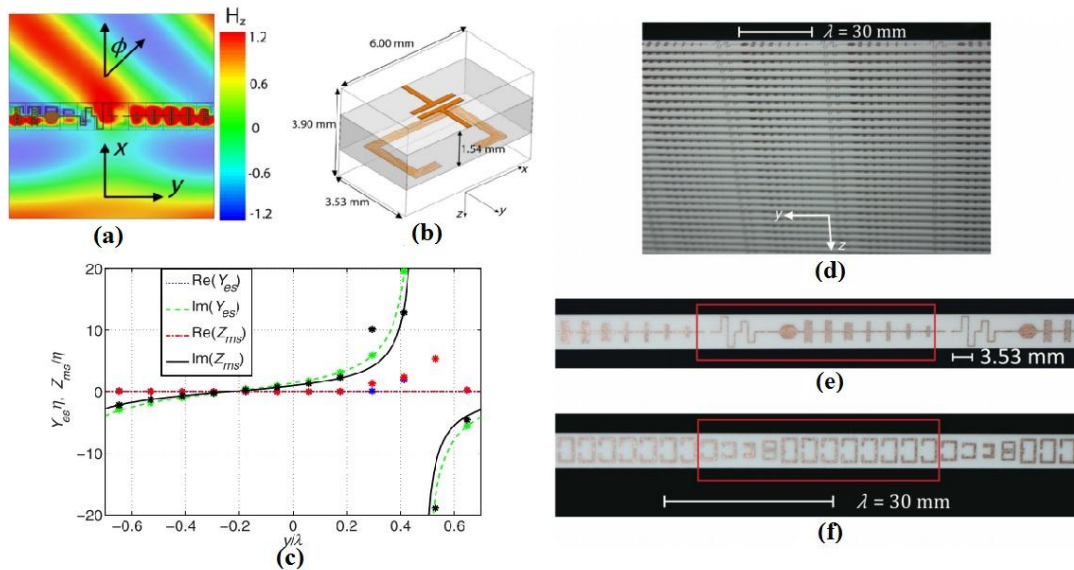 H_z
1.2
0.6
0
-0.6
-1.2
ϕ
x
y
(a)
6.00 mm
3.90 mm
1.54 mm
3.53 mm
x
y
z
(b)
Re(Y_es)
Im(Y_es)
Re(Z_ms)
Im(Z_ms)
Y_es η, Z_ms/η
20
10
0
−10
−20
−0.6
−0.4
−0.2
0
0.2
0.4
0.6
y/λ
(c)
λ = 30 mm
y
z
(d)
3.53 mm
(e)
λ = 30 mm
(f)